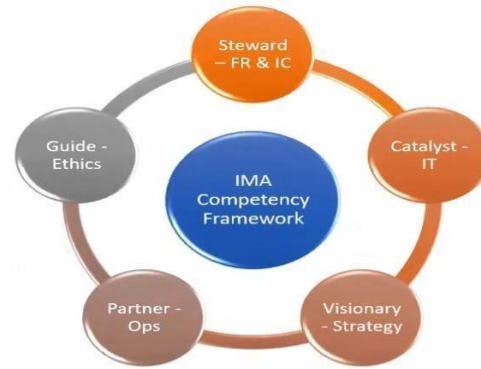 Steward
– FR & IC
Catalyst -
IT
Visionary
- Strategy
Partner -
Ops
Guide -
Ethics
IMA
Competency
Framework